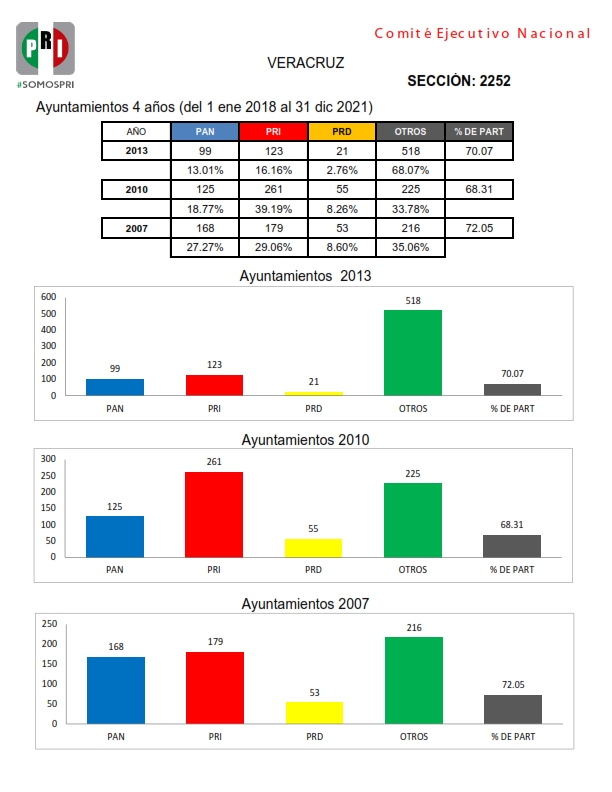 Comité Ejecutivo Nacional
PRI
#SOMOSPRI
VERACRUZ
SECCIÓN: 2252
Ayuntamientos 4 años (del 1 ene 2018 al 31 dic 2021)
AÑO PAN PRI PRD OTROS % DE PART
2013 99 123 21 518 70.07
13.01% 16.16% 2.76% 68.07%
2010 125 261 55 225 68.31
18.77% 39.19% 8.26% 33.78%
2007 168 179 53 216 72.05
27.27% 29.06% 8.60% 35.06%
Ayuntamientos 2013
600
500
400
300
200
100
0
99 123 21 518 70.07
PAN PRI PRD OTROS % DE PART
Ayuntamientos 2010
300
250
200
150
100
50
0
125 261 55 225 68.31
PAN PRI PRD OTROS % DE PART
Ayuntamientos 2007
250
200
150
100
50
0
168 179 53 216 72.05
PAN PRI PRD OTROS % DE PART